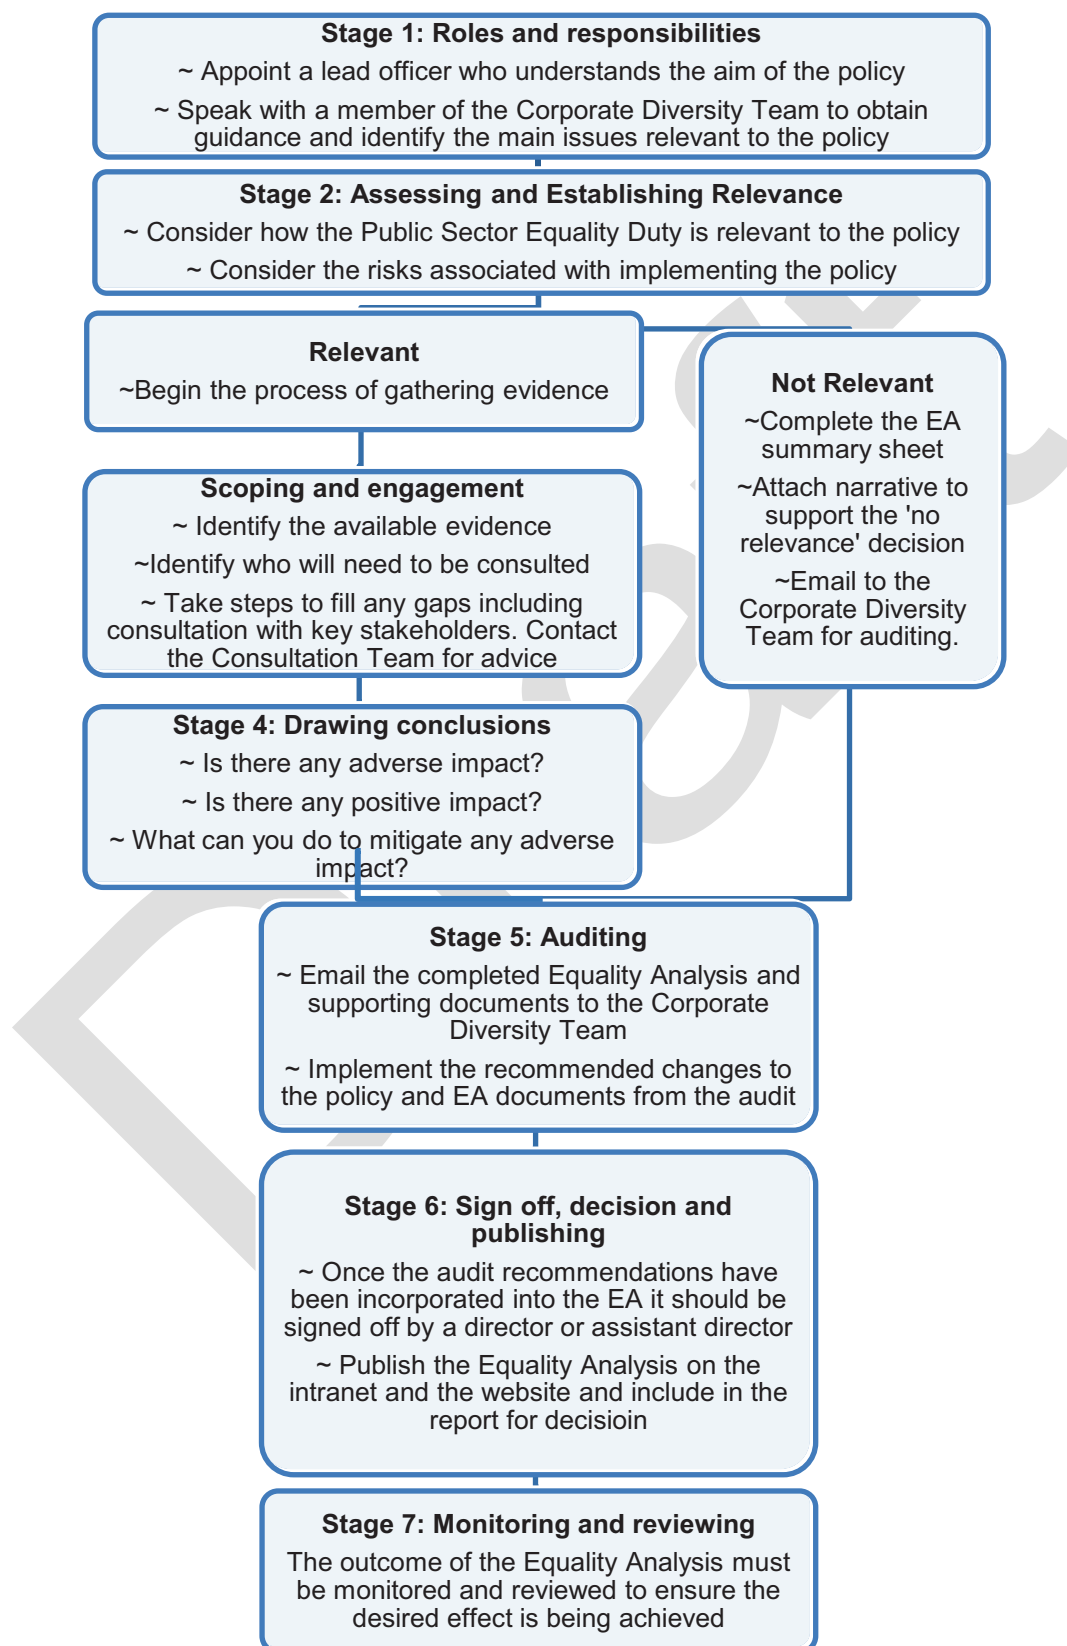 Stage 1: Roles and responsibilities
~ Appoint a lead officer who understands the aim of the policy
~ Speak with a member of the Corporate Diversity Team to obtain
guidance and identify the main issues relevant to the policy
Stage 2: Assessing and Establishing Relevance
~ Consider how the Public Sector Equality Duty is relevant to the policy
~ Consider the risks associated with implementing the policy
Relevant
~Begin the process of gathering evidence
Not Relevant
~Complete the EA
summary sheet
~Attach narrative to
support the 'no
relevance' decision
~Email to the
Corporate Diversity
Team for auditing.
Scoping and engagement
~ Identify the available evidence
~Identify who will need to be consulted
~ Take steps to fill any gaps including
consultation with key stakeholders. Contact
the Consultation Team for advice
Stage 4: Drawing conclusions
~ Is there any adverse impact?
~ Is there any positive impact?
~ What can you do to mitigate any adverse
impact?
Stage 5: Auditing
~ Email the completed Equality Analysis and
supporting documents to the Corporate
Diversity Team
~ Implement the recommended changes to
the policy and EA documents from the audit
Stage 6: Sign off, decision and
publishing
~ Once the audit recommendations have
been incorporated into the EA it should be
signed off by a director or assistant director
~ Publish the Equality Analysis on the
intranet and the website and include in the
report for decisioin
Stage 7: Monitoring and reviewing
The outcome of the Equality Analysis must
be monitored and reviewed to ensure the
desired effect is being achieved